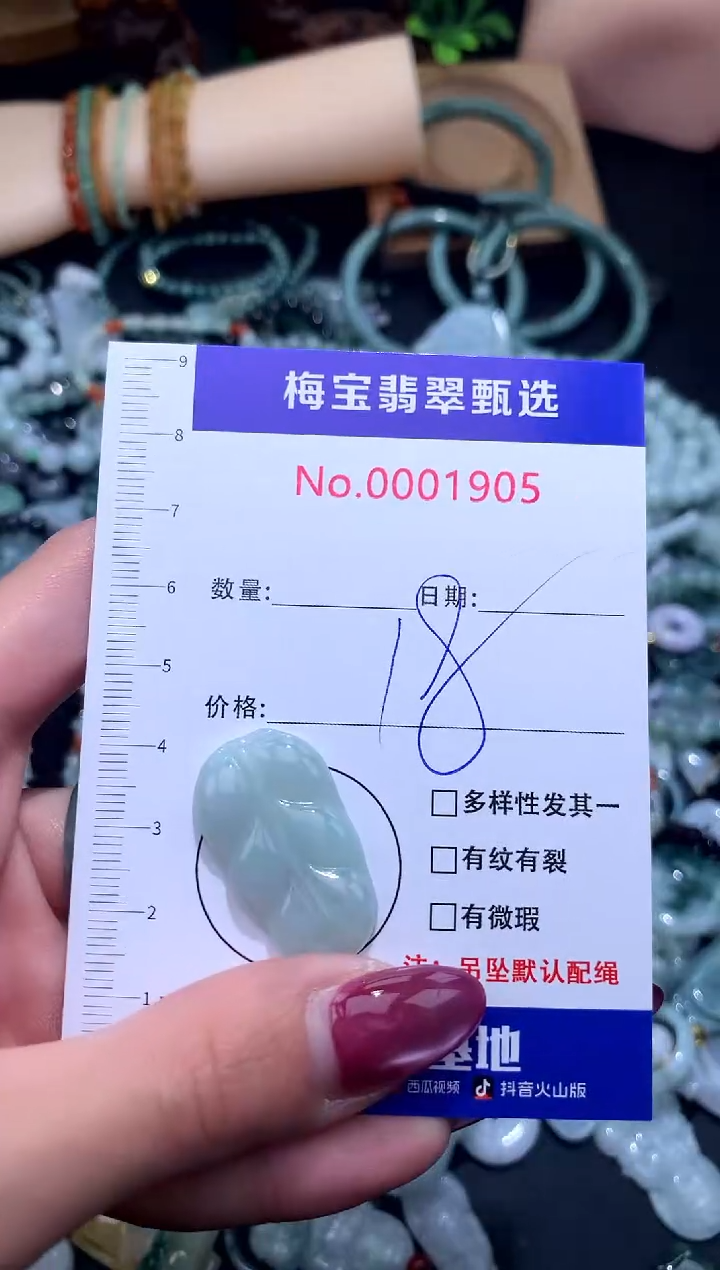 梅宝翡翠甄选
No.0001905
9
8
7
6
5
4
3
2
1
数量: 日期:
18
价格:
多样性发其一
有纹有裂
有微瑕
注：吊坠默认配绳
基地
西瓜视频 抖音火山版